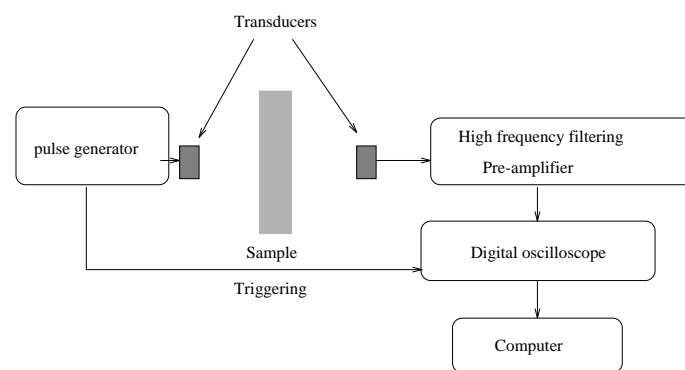 Transducers
pulse generator
High frequency filtering
Pre-amplifier
Sample
Digital oscilloscope
Triggering
Computer